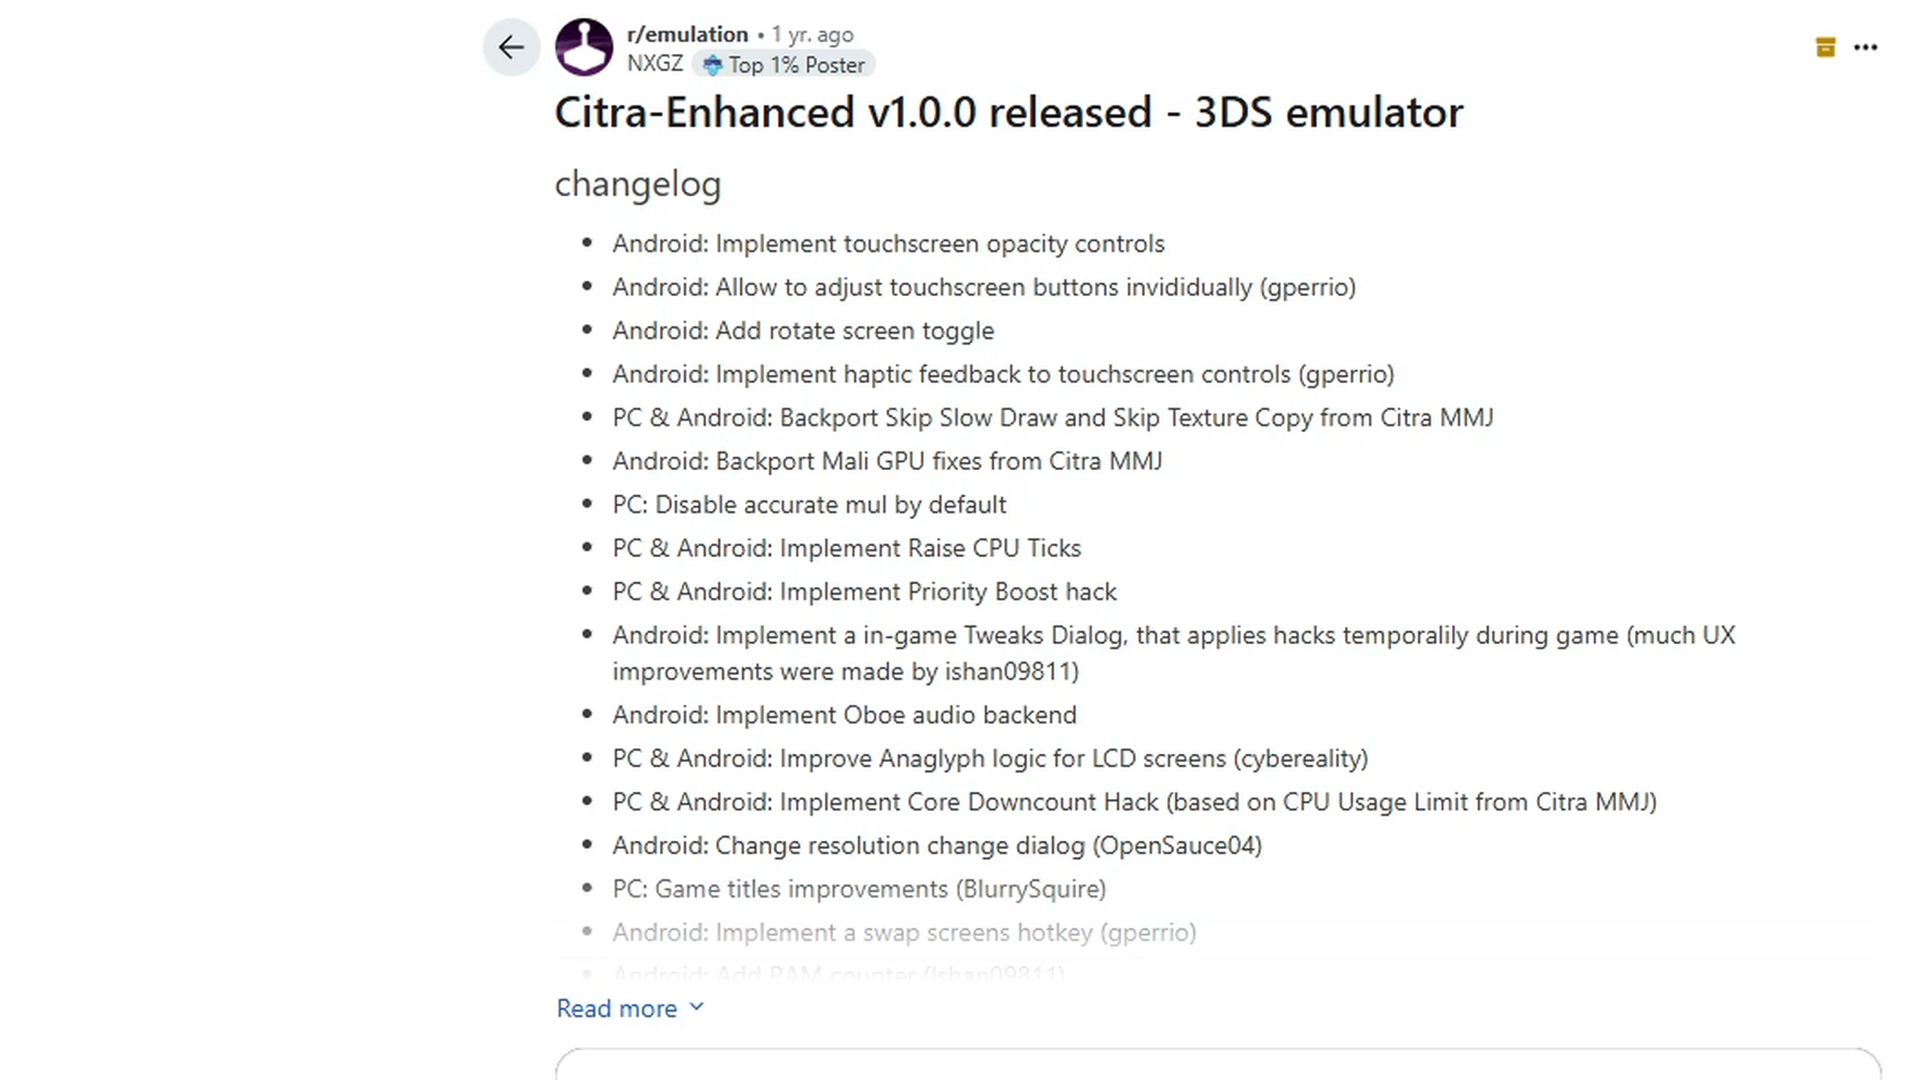 r/emulation • 1 yr. ago
NXGZ Top 1% Poster
Citra-Enhanced v1.0.0 released - 3DS emulator
changelog
• Android: Implement touchscreen opacity controls
• Android: Allow to adjust touchscreen buttons invididually (gperrio)
• Android: Add rotate screen toggle
• Android: Implement haptic feedback to touchscreen controls (gperrio)
• PC & Android: Backport Skip Slow Draw and Skip Texture Copy from Citra MMJ
• Android: Backport Mali GPU fixes from Citra MMJ
• PC: Disable accurate mul by default
• PC & Android: Implement Raise CPU Ticks
• PC & Android: Implement Priority Boost hack
• Android: Implement a in-game Tweaks Dialog, that applies hacks temporalily during game (much UX
improvements were made by ishan09811)
• Android: Implement Oboe audio backend
• PC & Android: Improve Anaglyph logic for LCD screens (cybereality)
• PC & Android: Implement Core Downcount Hack (based on CPU Usage Limit from Citra MMJ)
• Android: Change resolution change dialog (OpenSauce04)
• PC: Game titles improvements (BlurrySquire)
• Android: Implement a swap screens hotkey (gperrio)
• Android: Add RAM counter (Ishan09811)
Read more